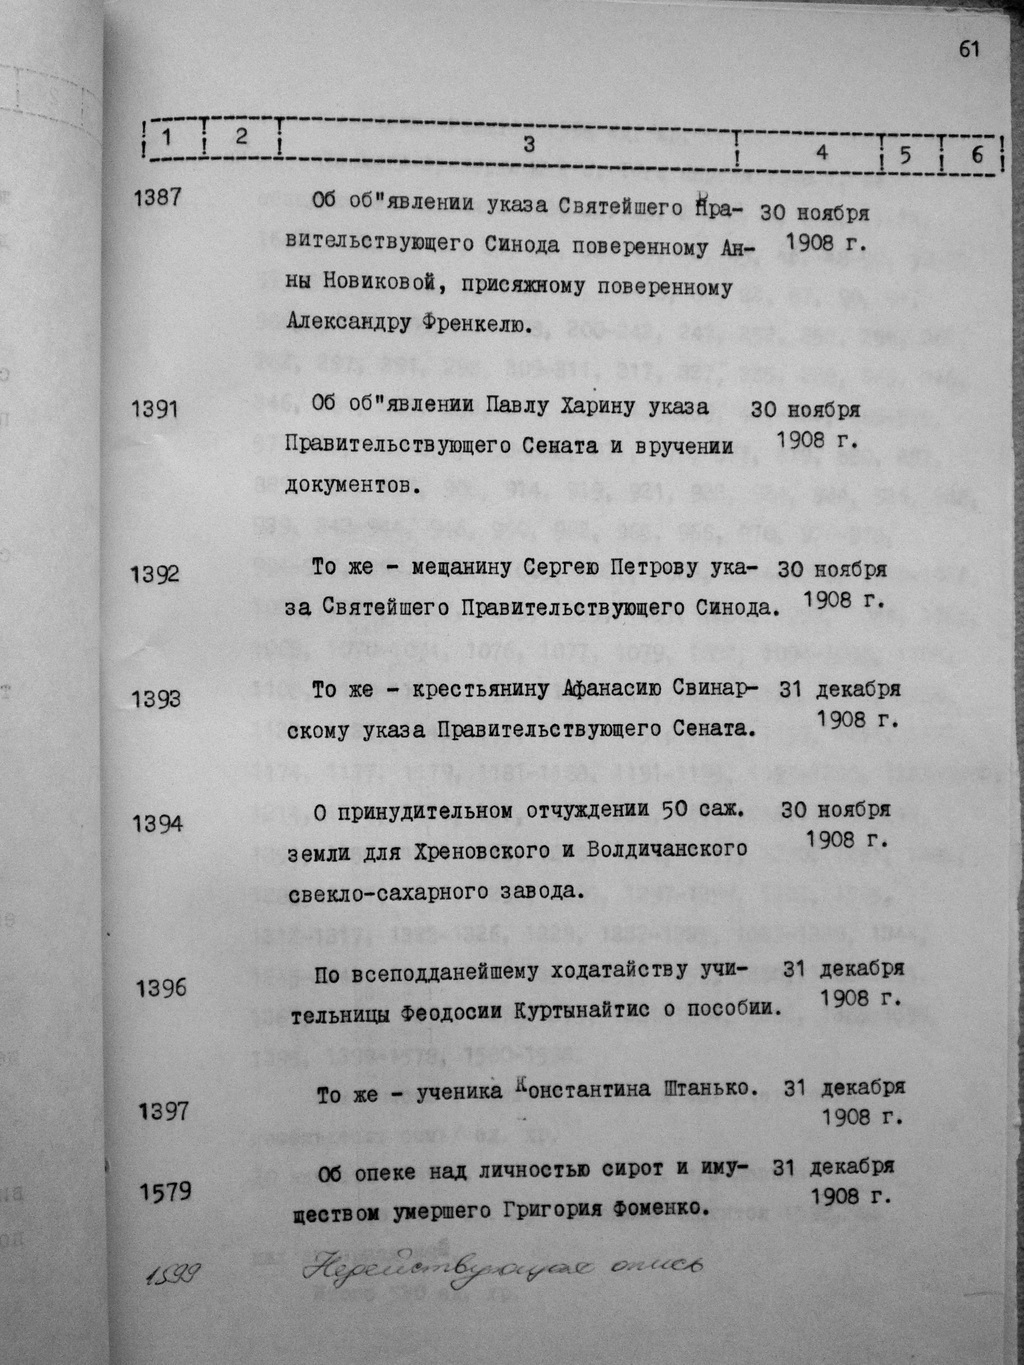 61
1 2 3 4 5 6
1387 Об об"явлении указа Святейшего Пра- 30 ноября
вительствующего Синода поверенному Ан- 1908 г.
ны Новиковой, присяжному поверенному
Александру Френкелю.
1391 Об об"явлении Павлу Харину указа 30 ноября
Правительствующего Сената и вручении 1908 г.
документов.
1392 То же - мещанину Сергею Петрову ука- 30 ноября
за Святейшего Правительствующего Синода. 1908 г.
1393 То же - крестьянину Афанасию Свинар- 31 декабря
скому указа Правительствующего Сената. 1908 г.
1394 О принудительном отчуждении 50 саж. 30 ноября
земли для Хреновского и Волдичанского 1908 г.
свекло-сахарного завода.
1396 По всеподданейшему ходатайству учи- 31 декабря
тельницы Феодосии Куртынайтис о пособии. 1908 г.
1397 То же - ученика Константина Штанько. 31 декабря
1908 г.
1579 Об опеке над личностью сирот и иму- 31 декабря
ществом умершего Григория Фоменко. 1908 г.
1599 Недействующая опись